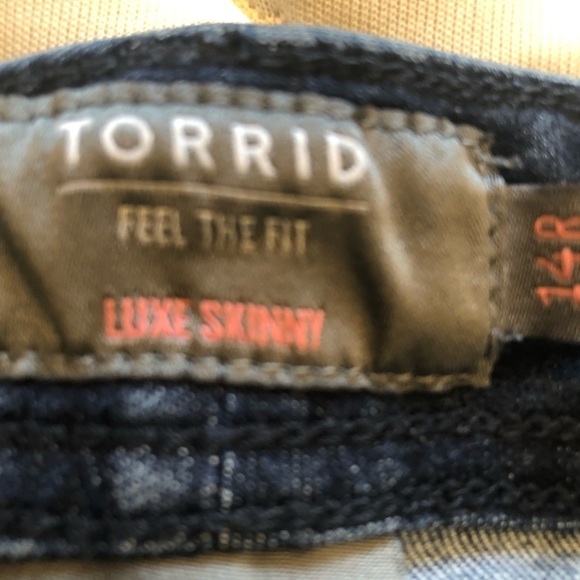 TORRID
FEEL THE FIT
LUXE SKINNY
14R